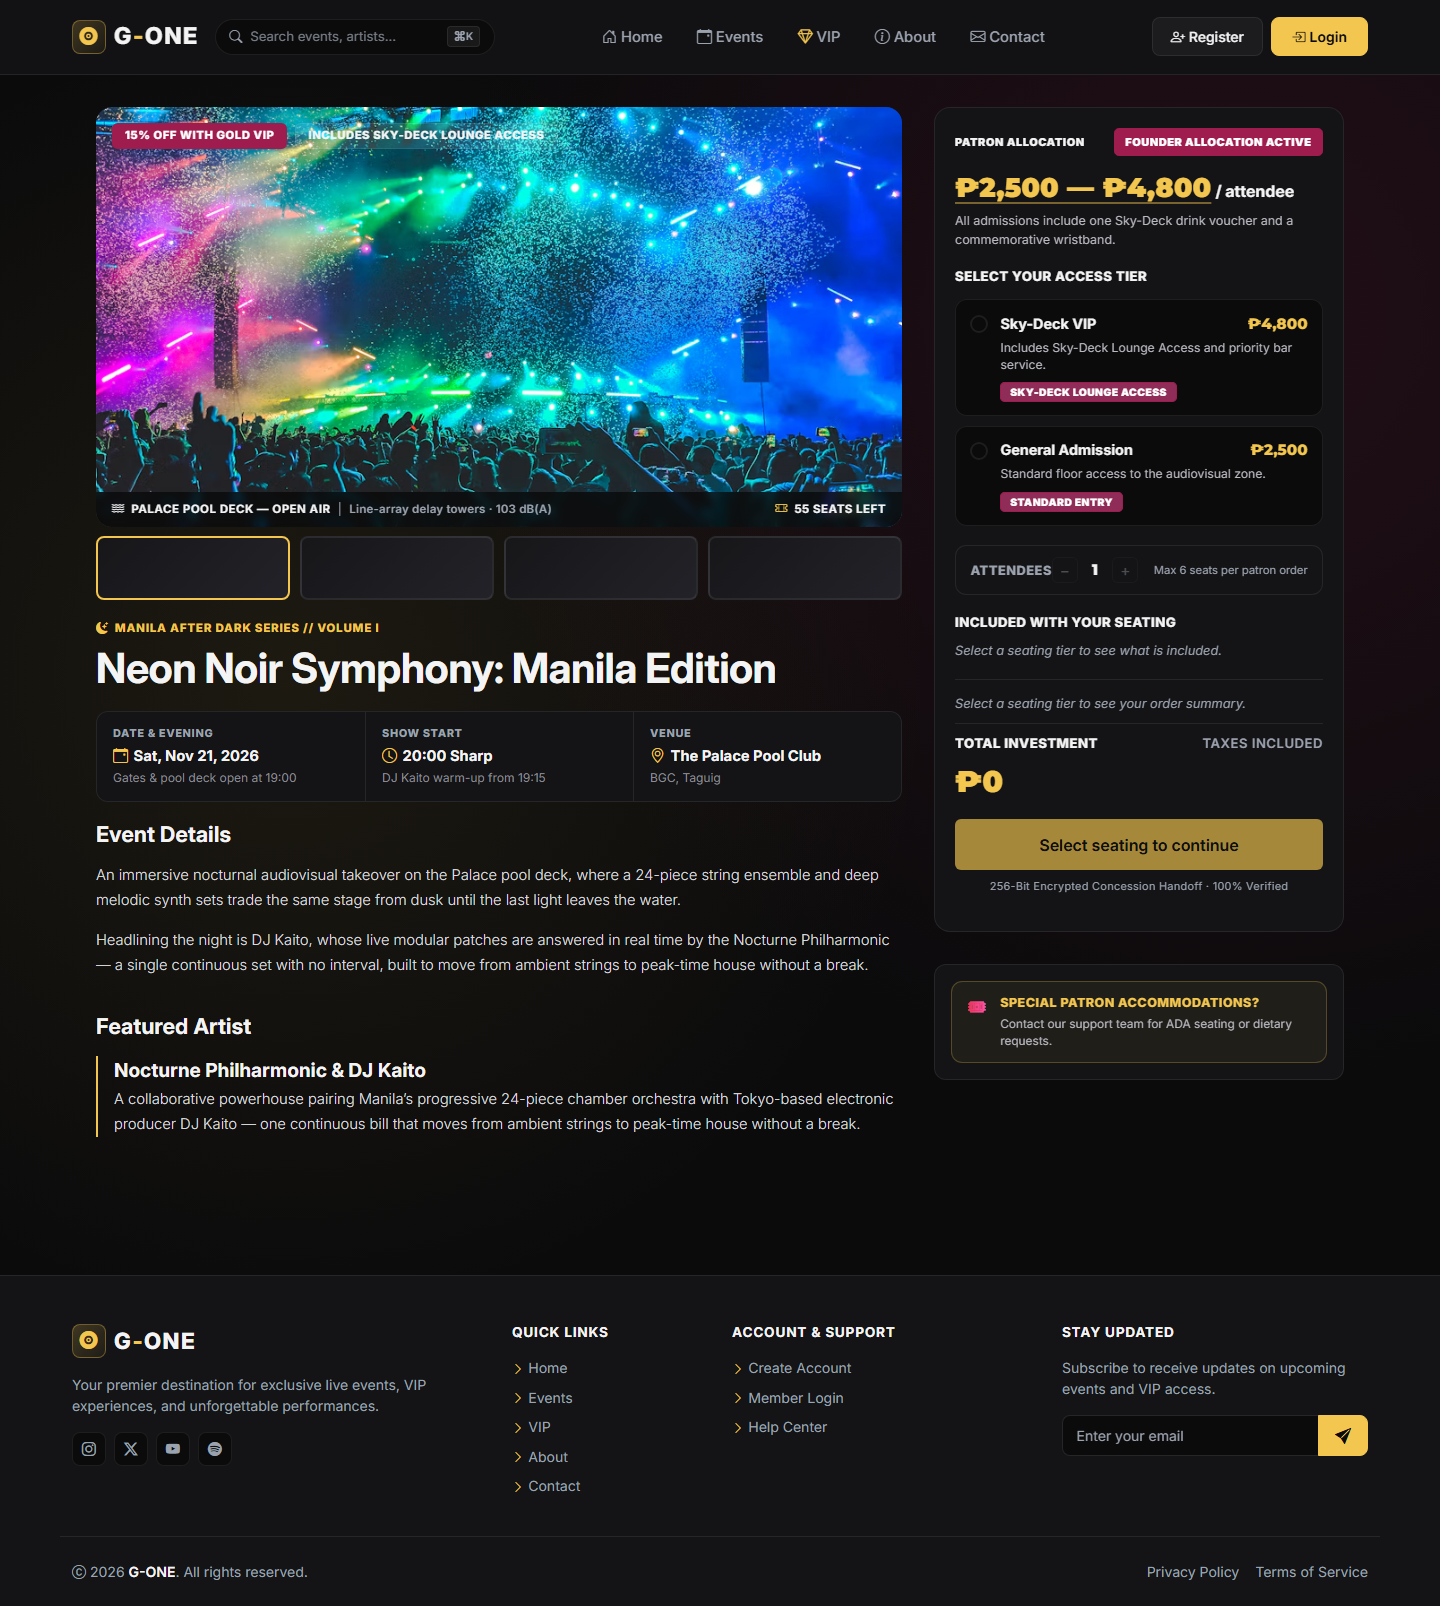 G-ONE
Search events, artists...
⌘K
Home
Events
VIP
About
Contact
Register
Login
15% OFF WITH GOLD VIP
INCLUDES SKY-DECK LOUNGE ACCESS
PALACE POOL DECK — OPEN AIR | Line-array delay towers · 103 dB(A)
55 SEATS LEFT
MANILA AFTER DARK SERIES // VOLUME I
Neon Noir Symphony: Manila Edition
DATE & EVENING
Sat, Nov 21, 2026
Gates & pool deck open at 19:00
SHOW START
20:00 Sharp
DJ Kaito warm-up from 19:15
VENUE
The Palace Pool Club
BGC, Taguig
Event Details
An immersive nocturnal audiovisual takeover on the Palace pool deck, where a 24-piece string ensemble and deep
melodic synth sets trade the same stage from dusk until the last light leaves the water.
Headlining the night is DJ Kaito, whose live modular patches are answered in real time by the Nocturne Philharmonic
— a single continuous set with no interval, built to move from ambient strings to peak-time house without a break.
Featured Artist
Nocturne Philharmonic & DJ Kaito
A collaborative powerhouse pairing Manila’s progressive 24-piece chamber orchestra with Tokyo-based electronic
producer DJ Kaito — one continuous bill that moves from ambient strings to peak-time house without a break.
PATRON ALLOCATION
FOUNDER ALLOCATION ACTIVE
₱2,500 — ₱4,800 / attendee
All admissions include one Sky-Deck drink voucher and a
commemorative wristband.
SELECT YOUR ACCESS TIER
Sky-Deck VIP
₱4,800
Includes Sky-Deck Lounge Access and priority bar
service.
SKY-DECK LOUNGE ACCESS
General Admission
₱2,500
Standard floor access to the audiovisual zone.
STANDARD ENTRY
ATTENDEES
− 1 +
Max 6 seats per patron order
INCLUDED WITH YOUR SEATING
Select a seating tier to see what is included.
Select a seating tier to see your order summary.
TOTAL INVESTMENT
TAXES INCLUDED
₱0
Select seating to continue
256-Bit Encrypted Concession Handoff · 100% Verified
SPECIAL PATRON ACCOMMODATIONS?
Contact our support team for ADA seating or dietary
requests.
G-ONE
Your premier destination for exclusive live events, VIP
experiences, and unforgettable performances.
QUICK LINKS
Home
Events
VIP
About
Contact
ACCOUNT & SUPPORT
Create Account
Member Login
Help Center
STAY UPDATED
Subscribe to receive updates on upcoming
events and VIP access.
Enter your email
© 2026 G-ONE. All rights reserved.
Privacy Policy
Terms of Service